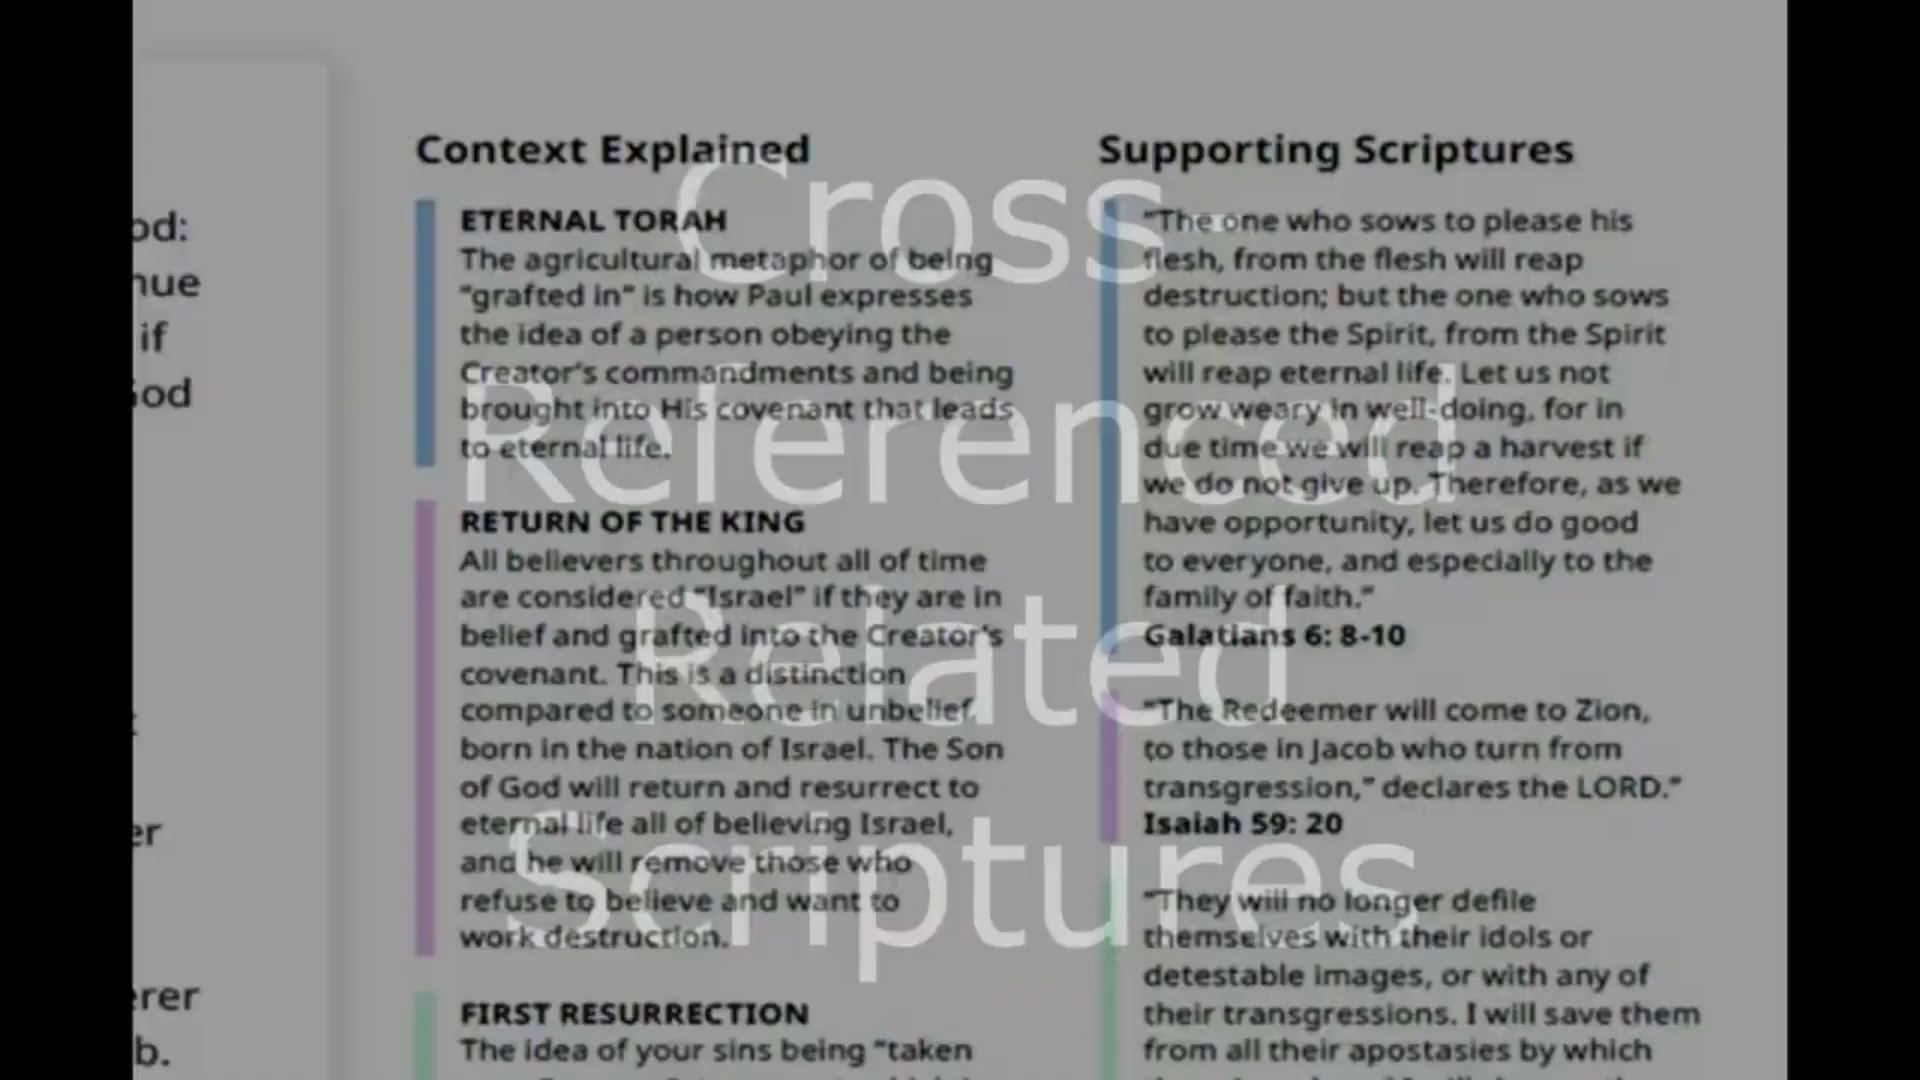 od:
nue
if
God
er
erer
b.
Context Explained
ETERNAL TORAH
The agricultural metaphor of being
"grafted in" is how Paul expresses
the idea of a person obeying the
Creator's commandments and being
brought into His covenant that leads
to eternal life.
RETURN OF THE KING
All believers throughout all of time
are considered "Israel" if they are in
belief and grafted into the Creator's
covenant. This is a distinction
compared to someone in unbelief,
born in the nation of Israel. The Son
of God will return and resurrect to
eternal life all of believing Israel,
and he will remove those who
refuse to believe and want to
work destruction.
FIRST RESURRECTION
The idea of your sins being "taken
Supporting Scriptures
"The one who sows to please his
flesh, from the flesh will reap
destruction; but the one who sows
to please the Spirit, from the Spirit
will reap eternal life. Let us not
grow weary in well-doing, for in
due time we will reap a harvest if
we do not give up. Therefore, as we
have opportunity, let us do good
to everyone, and especially to the
family of faith."
Galatians 6: 8-10
"The Redeemer will come to Zion,
to those in Jacob who turn from
transgression," declares the LORD."
Isaiah 59: 20
"They will no longer defile
themselves with their idols or
detestable images, or with any of
their transgressions. I will save them
from all their apostasies by which
Cross-
Referenced
Related
Scriptures